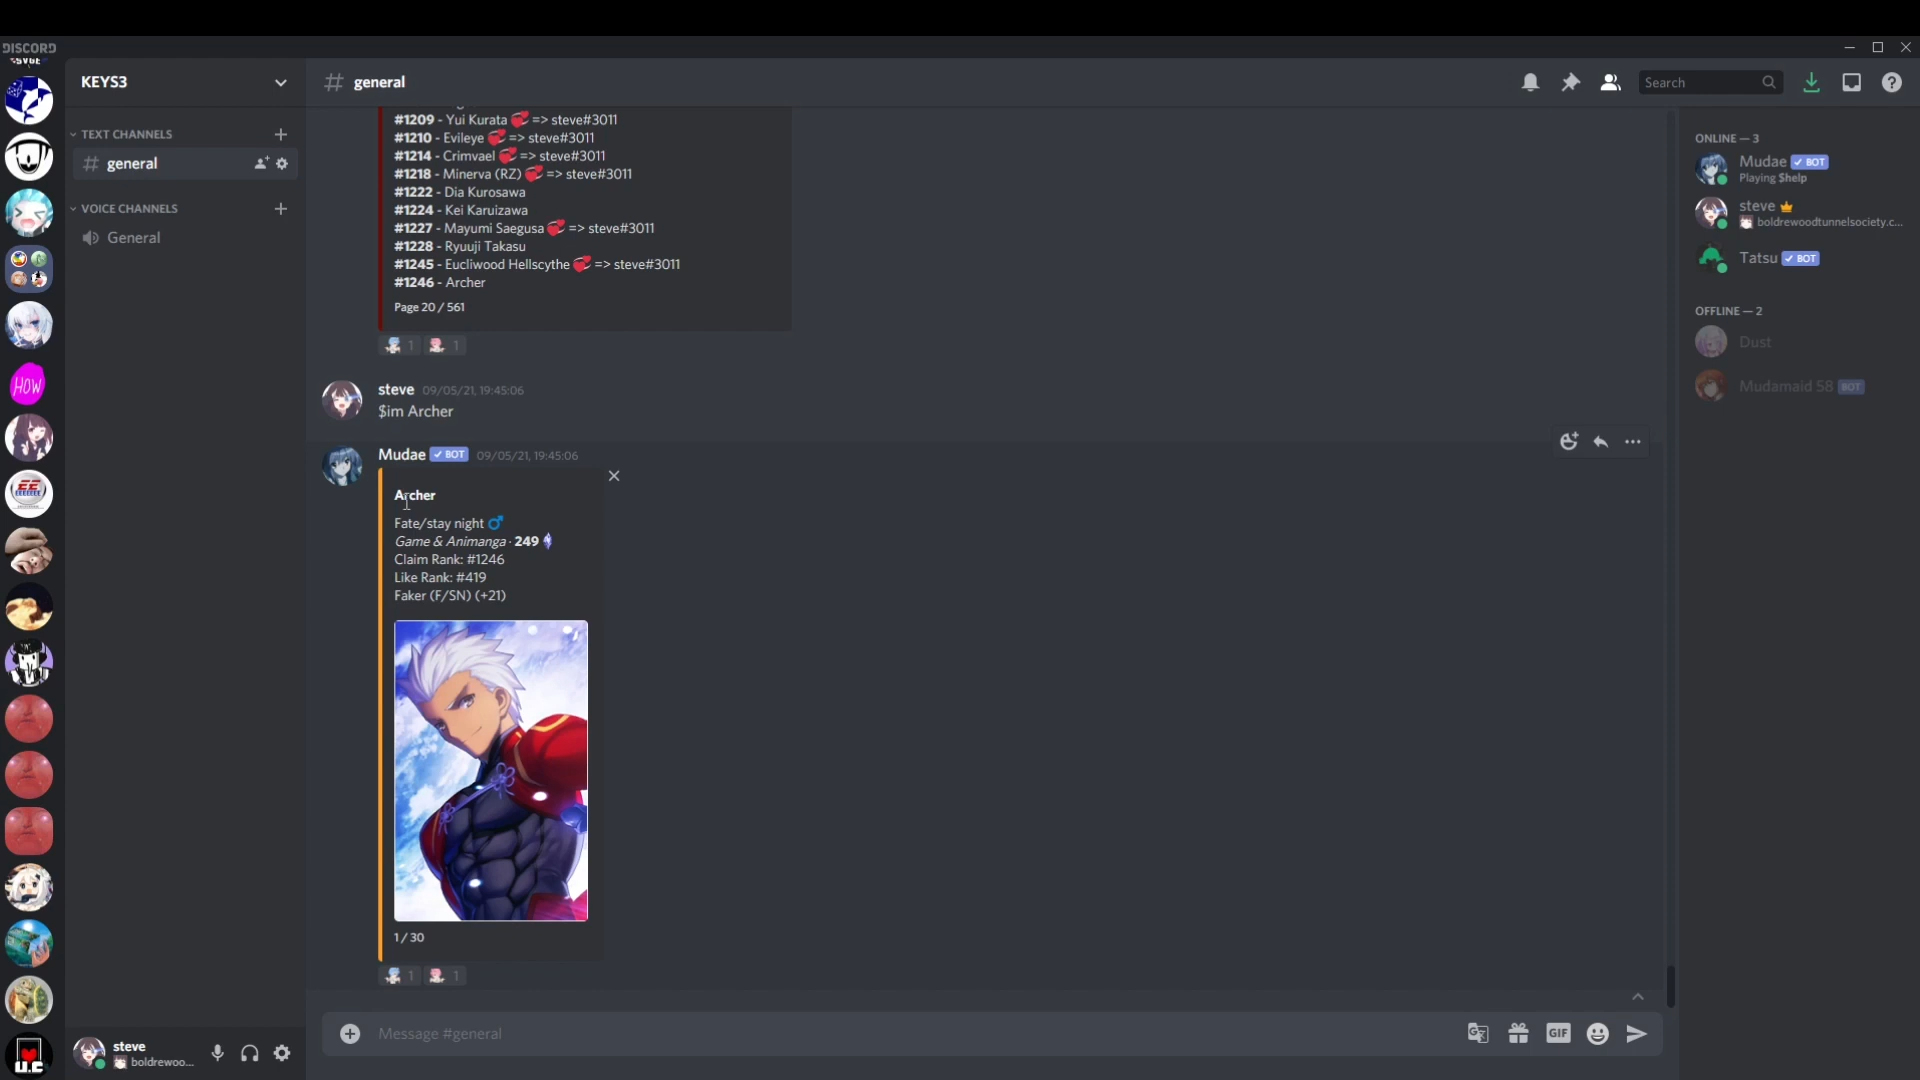 DISCORD
KEYS3
general
Search
TEXT CHANNELS
general
VOICE CHANNELS
General
#1209 - Yui Kurata 💞 => steve#3011
#1210 - Evileye 💞 => steve#3011
#1214 - Crimvael 💞 => steve#3011
#1218 - Minerva (RZ) 💞 => steve#3011
#1222 - Dia Kurosawa
#1224 - Kei Karuizawa
#1227 - Mayumi Saegusa 💞 => steve#3011
#1228 - Ryuuji Takasu
#1245 - Eucliwood Hellscythe 💞 => steve#3011
#1246 - Archer
Page 20 / 561
1 1
steve 09/05/21, 19:45:06
$im Archer
Mudae ✓ BOT 09/05/21, 19:45:06
Archer
Fate/stay night ♂
Game & Animanga · 249
Claim Rank: #1246
Like Rank: #419
Faker (F/SN) (+21)
1 / 30
1 1
Message #general
GIF
ONLINE — 3
Mudae ✓ BOT
Playing $help
steve
boldrewoodtunnelsociety.c...
Tatsu ✓ BOT
OFFLINE — 2
Dust
Mudamaid 58 BOT
HOW
EE
U.C
steve
boldrewoo...